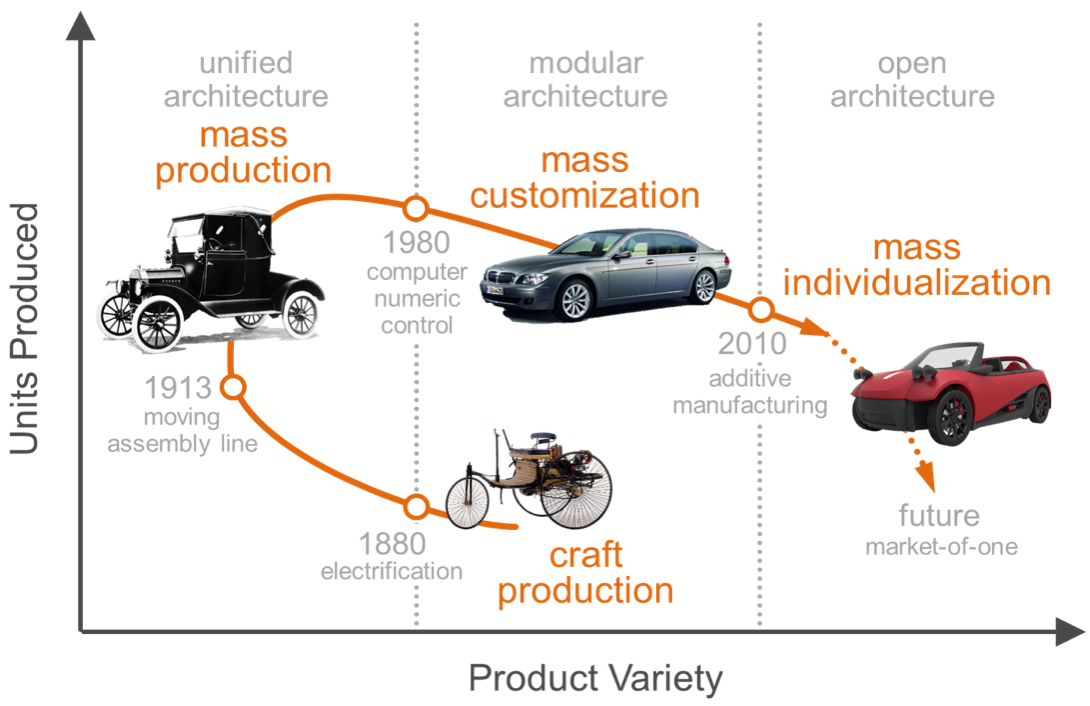 unified
architecture
modular
architecture
open
architecture
mass
production
mass
customization
mass
individualization
1980
computer
numeric
control
2010
additive
manufacturing
1913
moving
assembly line
1880
electrification
craft
production
future
market-of-one
Units Produced
Product Variety